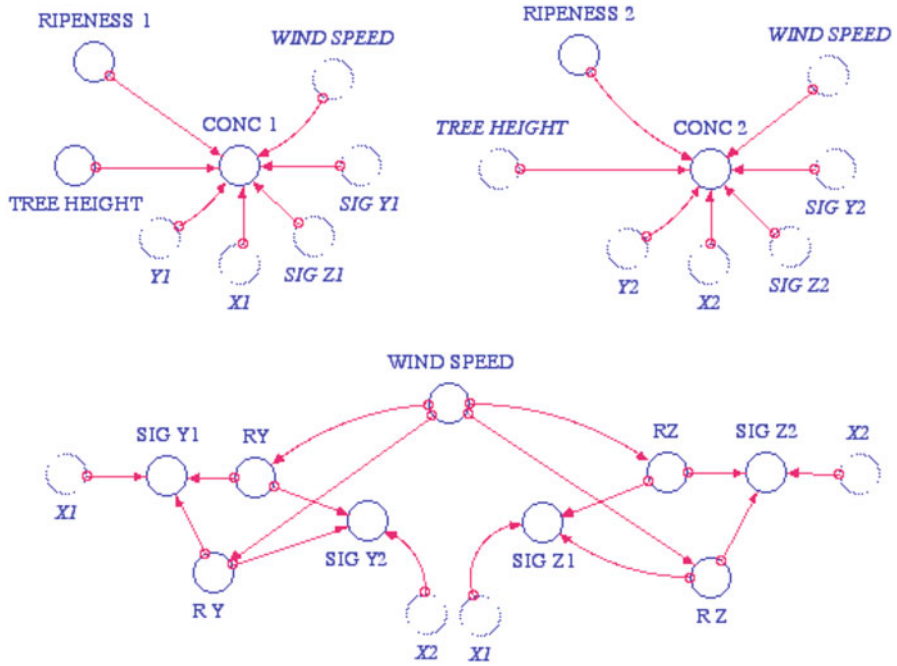 RIPENESS 1
WIND SPEED
CONC 1
TREE HEIGHT
SIG Y1
Y1
X1
SIG Z1
RIPENESS 2
WIND SPEED
TREE HEIGHT
CONC 2
SIG Y2
Y2
X2
SIG Z2
WIND SPEED
SIG Y1
RY
RZ
SIG Z2
X2
X1
SIG Y2
SIG Z1
R Y
R Z
X2
X1